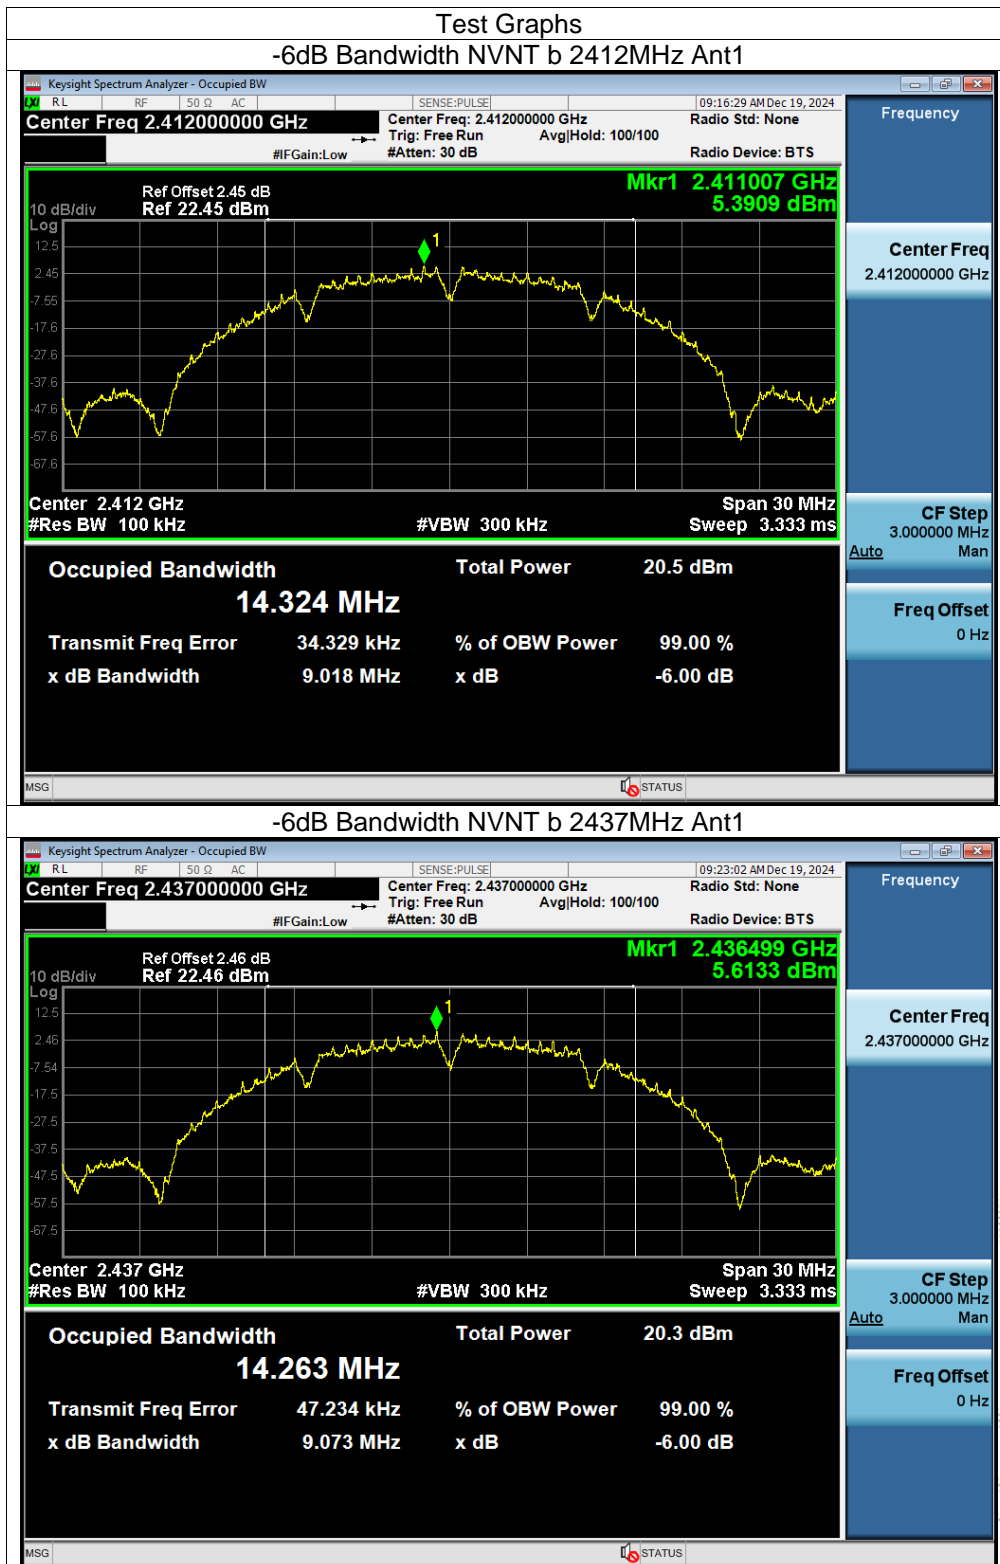 Test Graphs
-6dB Bandwidth NVNT b 2412MHz Ant1
Keysight Spectrum Analyzer - Occupied BW
LXI RL RF 50 Ω AC SENSE:PULSE 09:16:29 AM Dec 19, 2024
Center Freq 2.412000000 GHz
Center Freq: 2.412000000 GHz
Radio Std: None
Trig: Free Run Avg|Hold: 100/100
#IFGain:Low #Atten: 30 dB Radio Device: BTS
Frequency
Mkr1 2.411007 GHz
5.3909 dBm
Ref Offset 2.45 dB
10 dB/div Ref 22.45 dBm
Log
1
12.5
2.45
-7.55
-17.6
-27.6
-37.6
-47.6
-57.6
-67.6
Center 2.412 GHz Span 30 MHz
#Res BW 100 kHz #VBW 300 kHz Sweep 3.333 ms
Center Freq
2.412000000 GHz
CF Step
3.000000 MHz
Auto Man
Freq Offset
0 Hz
Occupied Bandwidth Total Power 20.5 dBm
14.324 MHz
Transmit Freq Error 34.329 kHz % of OBW Power 99.00 %
x dB Bandwidth 9.018 MHz x dB -6.00 dB
MSG STATUS
-6dB Bandwidth NVNT b 2437MHz Ant1
Keysight Spectrum Analyzer - Occupied BW
LXI RL RF 50 Ω AC SENSE:PULSE 09:23:02 AM Dec 19, 2024
Center Freq 2.437000000 GHz
Center Freq: 2.437000000 GHz
Radio Std: None
Trig: Free Run Avg|Hold: 100/100
#IFGain:Low #Atten: 30 dB Radio Device: BTS
Frequency
Mkr1 2.436499 GHz
5.6133 dBm
Ref Offset 2.46 dB
10 dB/div Ref 22.46 dBm
Log
1
12.5
2.46
-7.54
-17.5
-27.5
-37.5
-47.5
-57.5
-67.5
Center 2.437 GHz Span 30 MHz
#Res BW 100 kHz #VBW 300 kHz Sweep 3.333 ms
Center Freq
2.437000000 GHz
CF Step
3.000000 MHz
Auto Man
Freq Offset
0 Hz
Occupied Bandwidth Total Power 20.3 dBm
14.263 MHz
Transmit Freq Error 47.234 kHz % of OBW Power 99.00 %
x dB Bandwidth 9.073 MHz x dB -6.00 dB
MSG STATUS